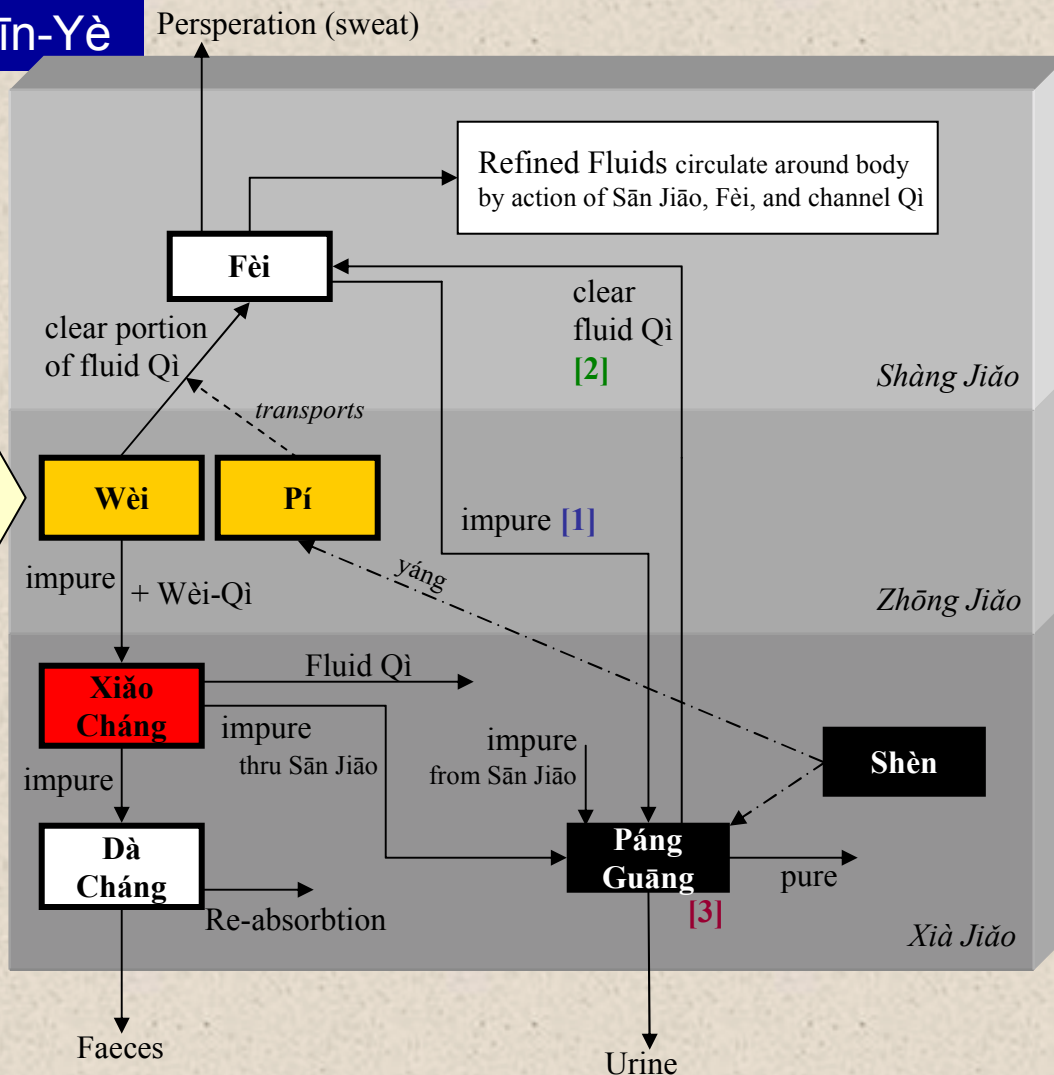 īn-Yè
Persperation (sweat)
Refined Fluids circulate around body
by action of Sān Jiāo, Fèi, and channel Qì
Fèi
clear portion
of fluid Qì
clear
fluid Qì
[2]
Shàng Jiǎo
transports
Wèi
Pí
impure [1]
yáng
impure
+ Wèi-Qì
Zhōng Jiǎo
Fluid Qì
Xiǎo
Cháng
impure
thru Sān Jiāo
impure
from Sān Jiāo
Shèn
impure
Dà
Cháng
Páng
Guāng
pure
[3]
Re-absorbtion
Xià Jiǎo
Faeces
Urine